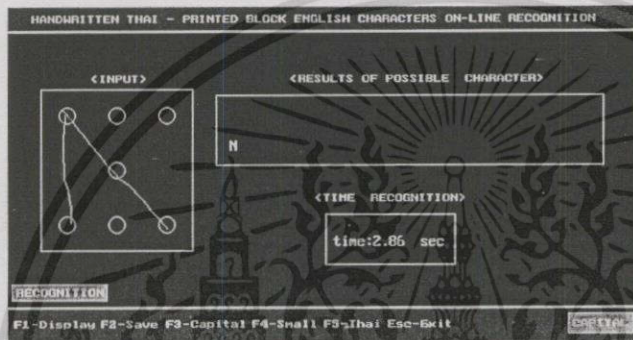 HANDWRITTEN THAI - PRINTED BLOCK ENGLISH CHARACTERS ON-LINE RECOGNITION
<INPUT>
<RESULTS OF POSSIBLE CHARACTER>
N
<TIME RECOGNITION>
time:2.86 sec
RECOGNITION
F1-Display F2-Save F3-Capital F4-Small F5-Thai Esc-Exit
CAPITAL